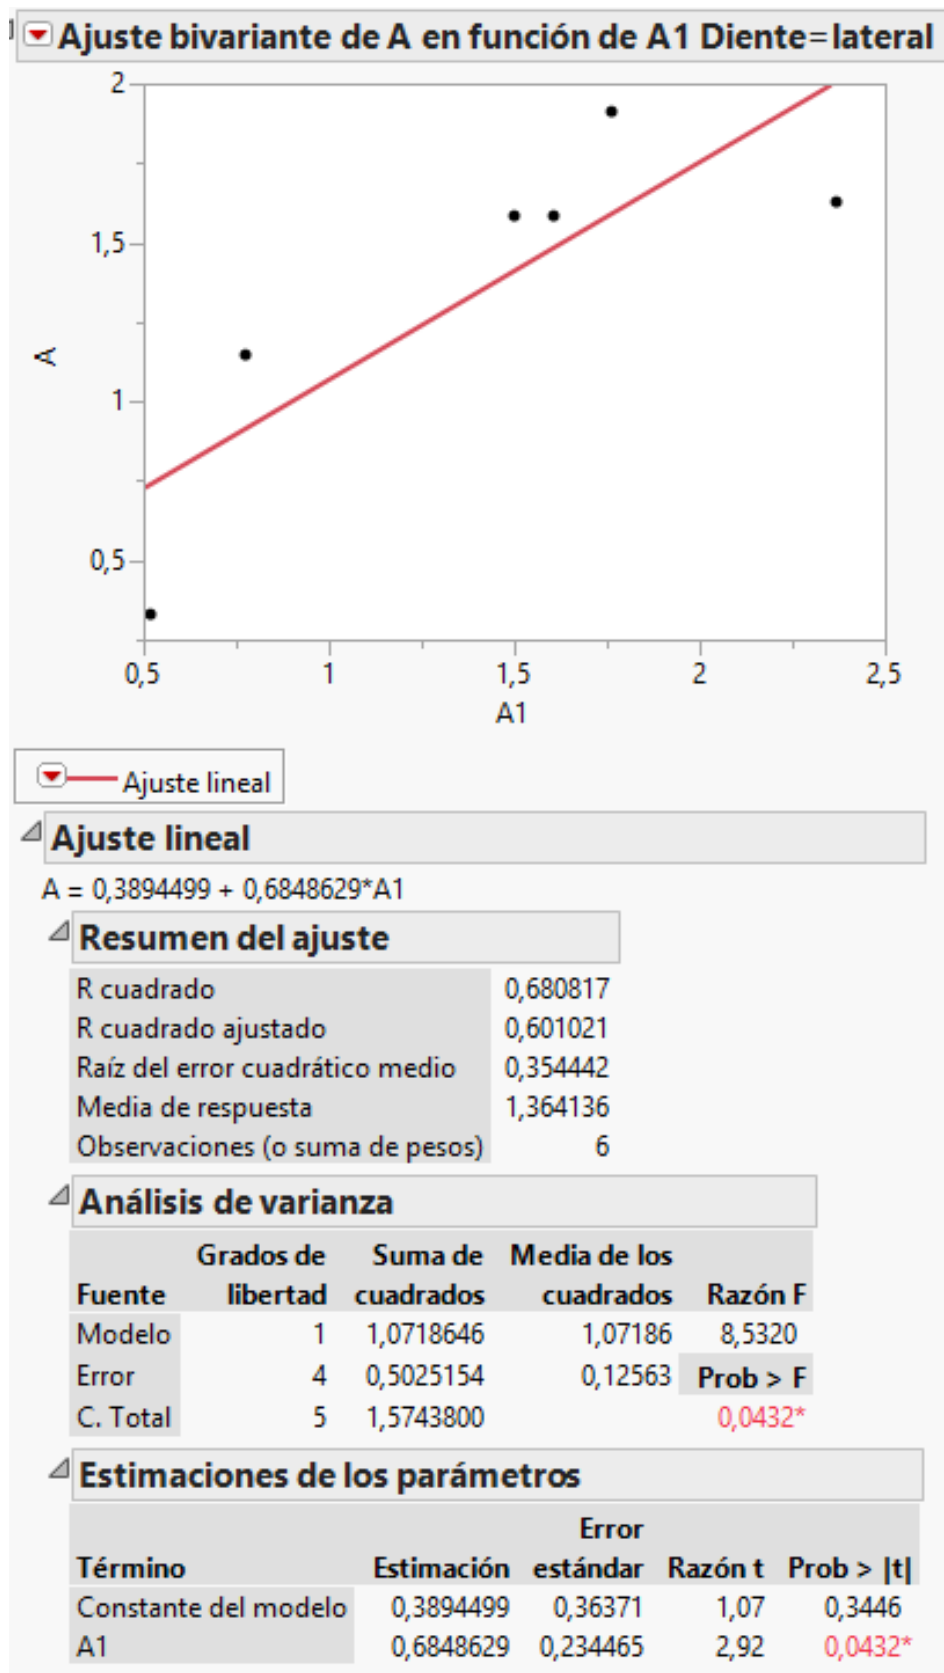 Ajuste bivariante de A en función de A1 Diente=lateral
2
1,5
A
1
0,5
0,5 1 1,5 2 2,5
A1
Ajuste lineal
Ajuste lineal
A = 0,3894499 + 0,6848629*A1
Resumen del ajuste
R cuadrado 0,680817
R cuadrado ajustado 0,601021
Raíz del error cuadrático medio 0,354442
Media de respuesta 1,364136
Observaciones (o suma de pesos) 6
Análisis de varianza
Grados de Suma de Media de los
Fuente libertad cuadrados cuadrados Razón F
Modelo 1 1,0718646 1,07186 8,5320
Error 4 0,5025154 0,12563 Prob > F
C. Total 5 1,5743800 0,0432*
Estimaciones de los parámetros
Error
Término Estimación estándar Razón t Prob > |t|
Constante del modelo 0,3894499 0,36371 1,07 0,3446
A1 0,6848629 0,234465 2,92 0,0432*